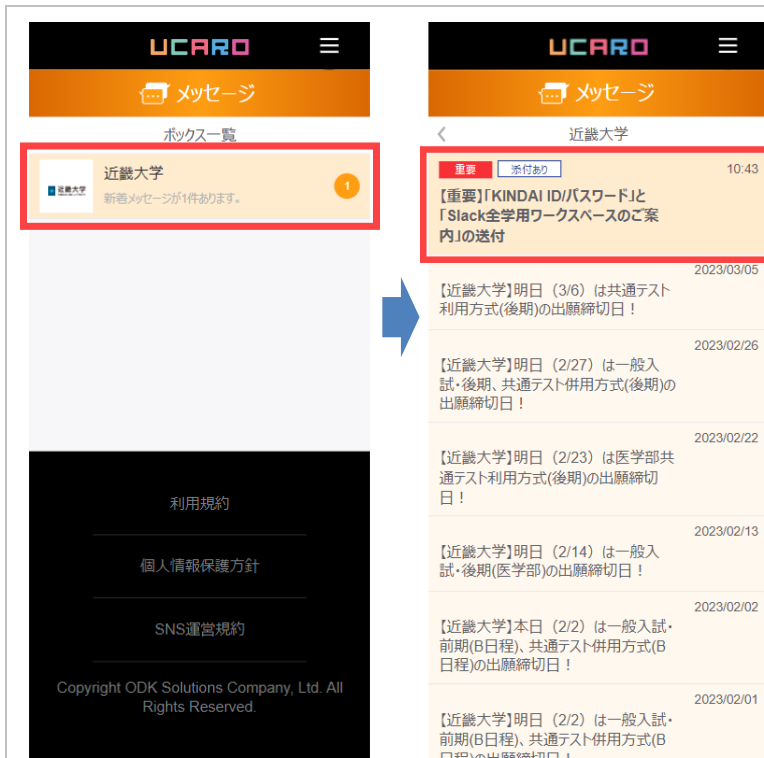 UCARO
メッセージ
ボックス一覧
近畿大学
近畿大学
新着メッセージが1件あります。
1
利用規約
個人情報保護方針
SNS運営規約
Copyright ODK Solutions Company, Ltd. All
Rights Reserved.
UCARO
メッセージ
近畿大学
重要 添付あり 10:43
【重要】「KINDAI ID/パスワード」と
「Slack全学用ワークスペースのご案
内」の送付
2023/03/05
【近畿大学】明日（3/6）は共通テスト
利用方式(後期)の出願締切日！
2023/02/26
【近畿大学】明日（2/27）は一般入
試・後期、共通テスト併用方式(後期)の
出願締切日！
2023/02/22
【近畿大学】明日（2/23）は医学部共
通テスト利用方式(後期)の出願締切
日！
2023/02/13
【近畿大学】明日（2/14）は一般入
試・後期(医学部)の出願締切日！
2023/02/02
【近畿大学】本日（2/2）は一般入試・
前期(B日程)、共通テスト併用方式(B
日程)の出願締切日！
2023/02/01
【近畿大学】明日（2/2）は一般入試・
前期(B日程)、共通テスト併用方式(B
日程)の出願締切日！